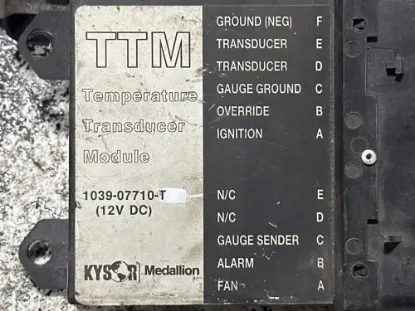 TTM
Temperature
Transducer
Module
1039-07710-T
(12V DC)
KYSOR Medallion
GROUND (NEG) F
TRANSDUCER E
TRANSDUCER D
GAUGE GROUND C
OVERRIDE B
IGNITION A
N/C E
N/C D
GAUGE SENDER C
ALARM B
FAN A